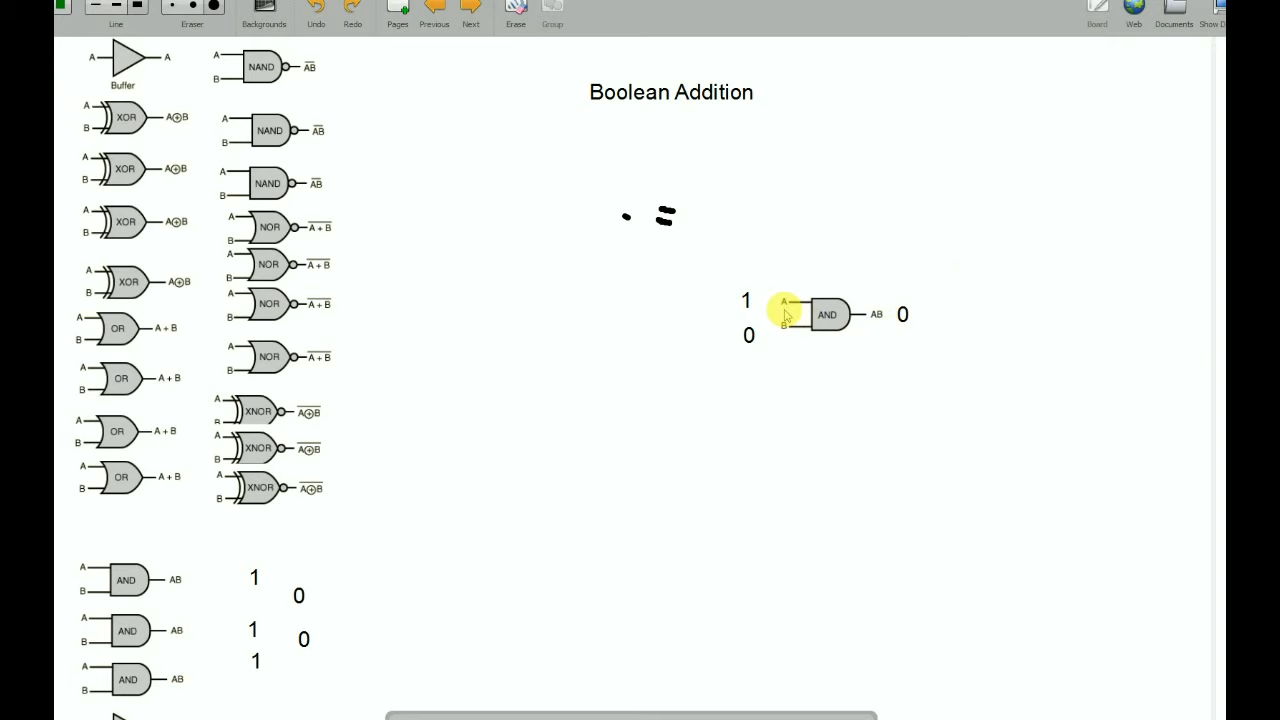 Line Eraser Backgrounds Undo Redo Pages Previous Next Erase Group Board Web Documents
A A
Buffer
A B NAND AB
Boolean Addition
A B XOR A⊕B
A B NAND AB
A B XOR A⊕B
A B NAND AB
A B XOR A⊕B
A B NOR A + B
A B NOR A + B
A B XOR A⊕B
A B NOR A + B
A B OR A + B
A B NOR A + B
A B OR A + B
A B XNOR A⊕B
A B OR A + B
A B XNOR A⊕B
A B OR A + B
A B XNOR A⊕B
· =
1 A AND AB 0
0 B
A B AND AB
1
0
A B AND AB
1
0
1
A B AND AB